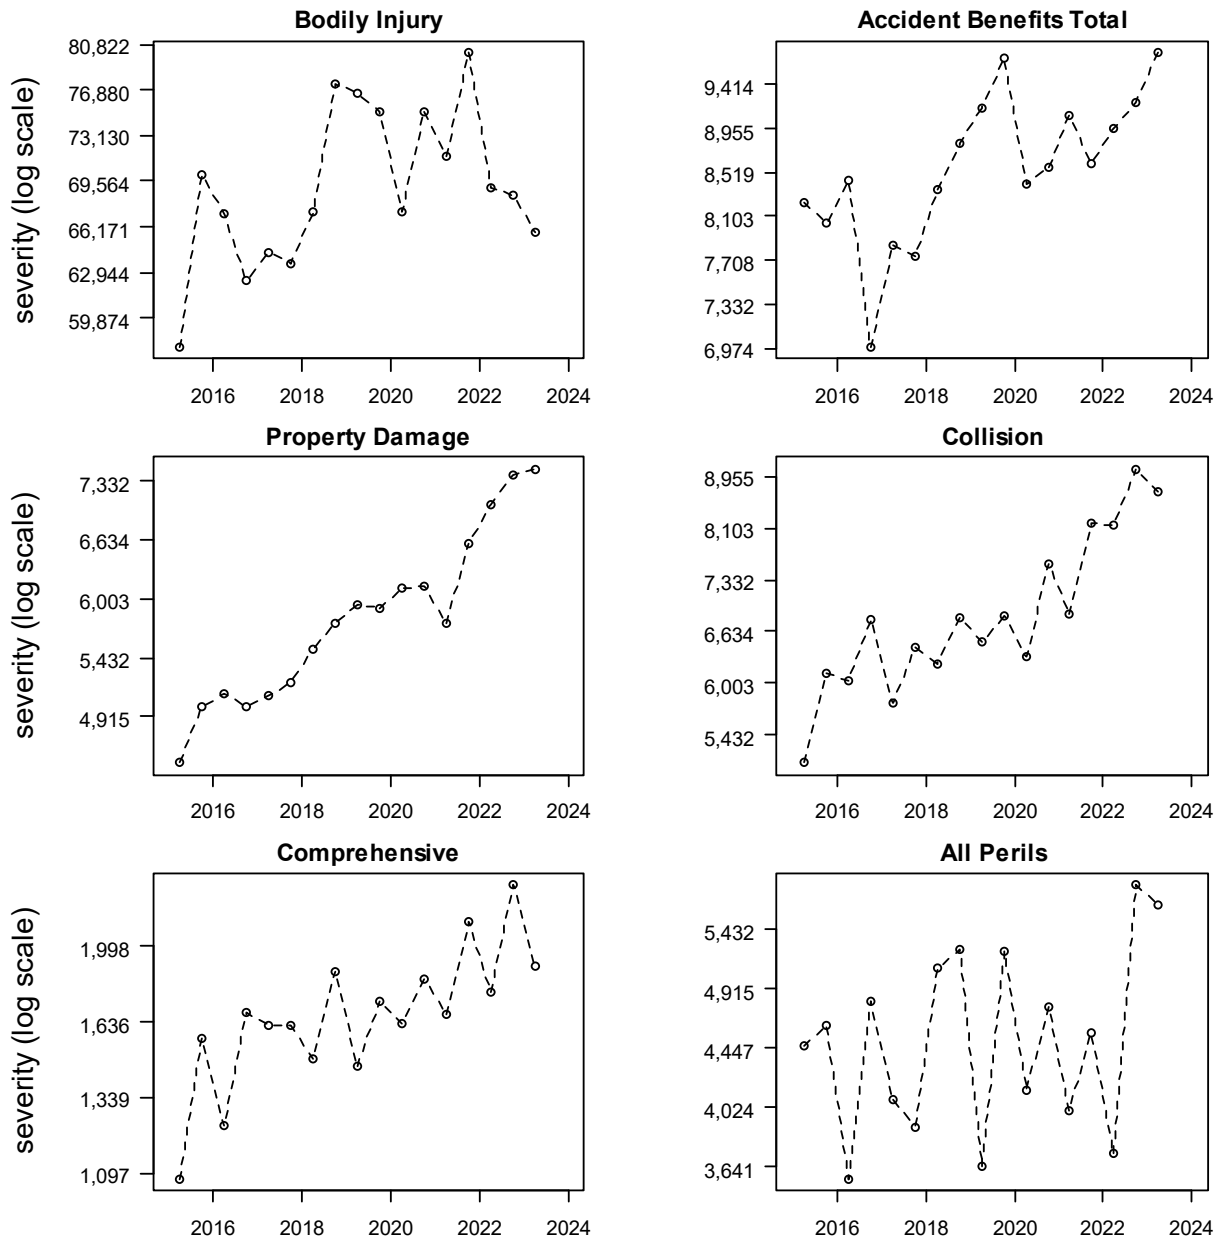 Bodily Injury
severity (log scale)
80,822
76,880
73,130
69,564
66,171
62,944
59,874
2016 2018 2020 2022 2024
Accident Benefits Total
9,414
8,955
8,519
8,103
7,708
7,332
6,974
2016 2018 2020 2022 2024
Property Damage
severity (log scale)
7,332
6,634
6,003
5,432
4,915
2016 2018 2020 2022 2024
Collision
8,955
8,103
7,332
6,634
6,003
5,432
2016 2018 2020 2022 2024
Comprehensive
severity (log scale)
1,998
1,636
1,339
1,097
2016 2018 2020 2022 2024
All Perils
5,432
4,915
4,447
4,024
3,641
2016 2018 2020 2022 2024